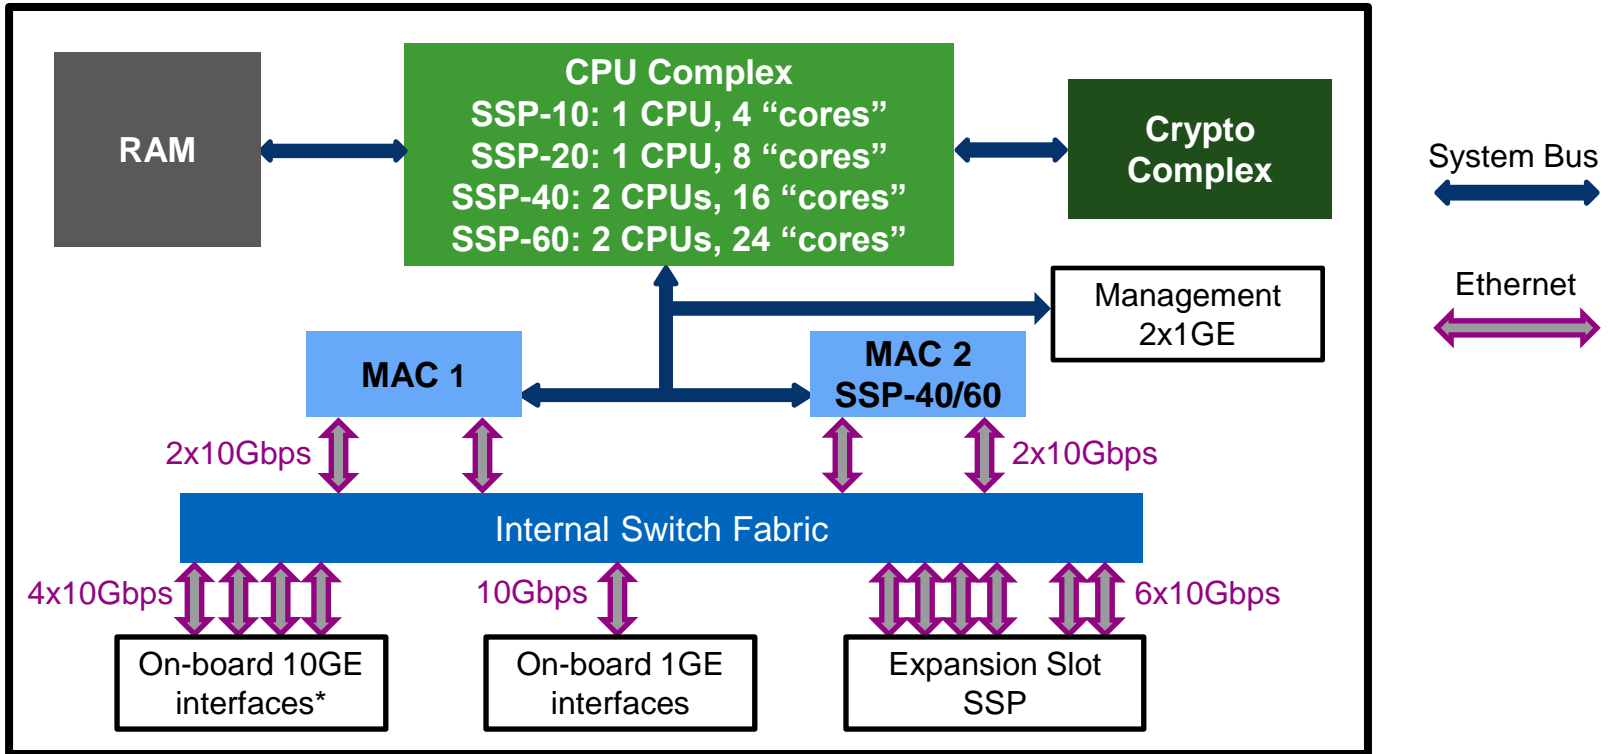 CPU Complex
SSP-10: 1 CPU, 4 “cores”
SSP-20: 1 CPU, 8 “cores”
SSP-40: 2 CPUs, 16 “cores”
SSP-60: 2 CPUs, 24 “cores”
RAM
Crypto
Complex
System Bus
Ethernet
Management
2x1GE
MAC 1
MAC 2
SSP-40/60
2x10Gbps
2x10Gbps
Internal Switch Fabric
4x10Gbps
10Gbps
6x10Gbps
On-board 10GE
interfaces*
On-board 1GE
interfaces
Expansion Slot
SSP